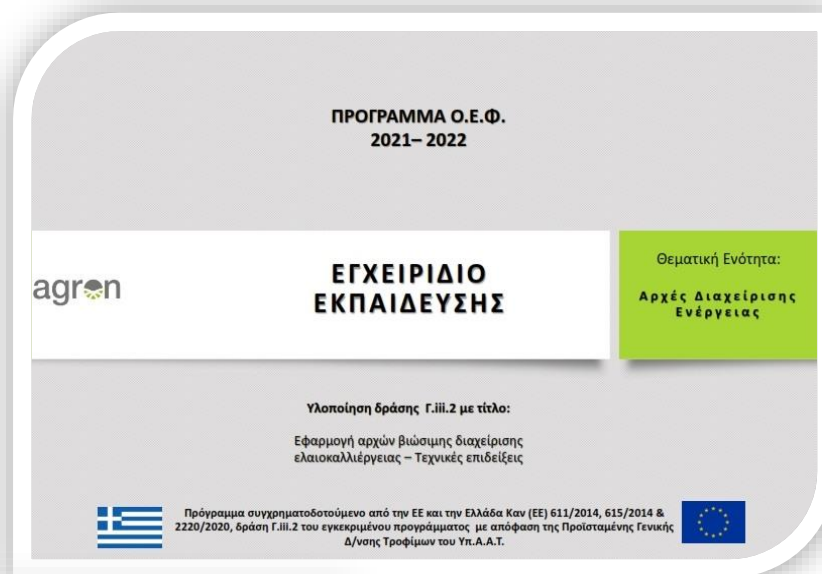 ΠΡΟΓΡΑΜΜΑ Ο.Ε.Φ.
2021– 2022
agron
ΕΓΧΕΙΡΙΔΙΟ
ΕΚΠΑΙΔΕΥΣΗΣ
Θεματική Ενότητα:
Αρχές Διαχείρισης
Ενέργειας
Υλοποίηση δράσης Γ.iii.2 με τίτλο:
Εφαρμογή αρχών βιώσιμης διαχείρισης
ελαιοκαλλιέργειας – Τεχνικές επιδείξεις
Πρόγραμμα συγχρηματοδοτούμενο από την ΕΕ και την Ελλάδα Καν (ΕΕ) 611/2014, 615/2014 &
2220/2020, δράση Γ.iii.2 του εγκεκριμένου προγράμματος με απόφαση της Προϊσταμένης Γενικής
Δ/νσης Τροφίμων του Υπ.Α.Α.Τ.